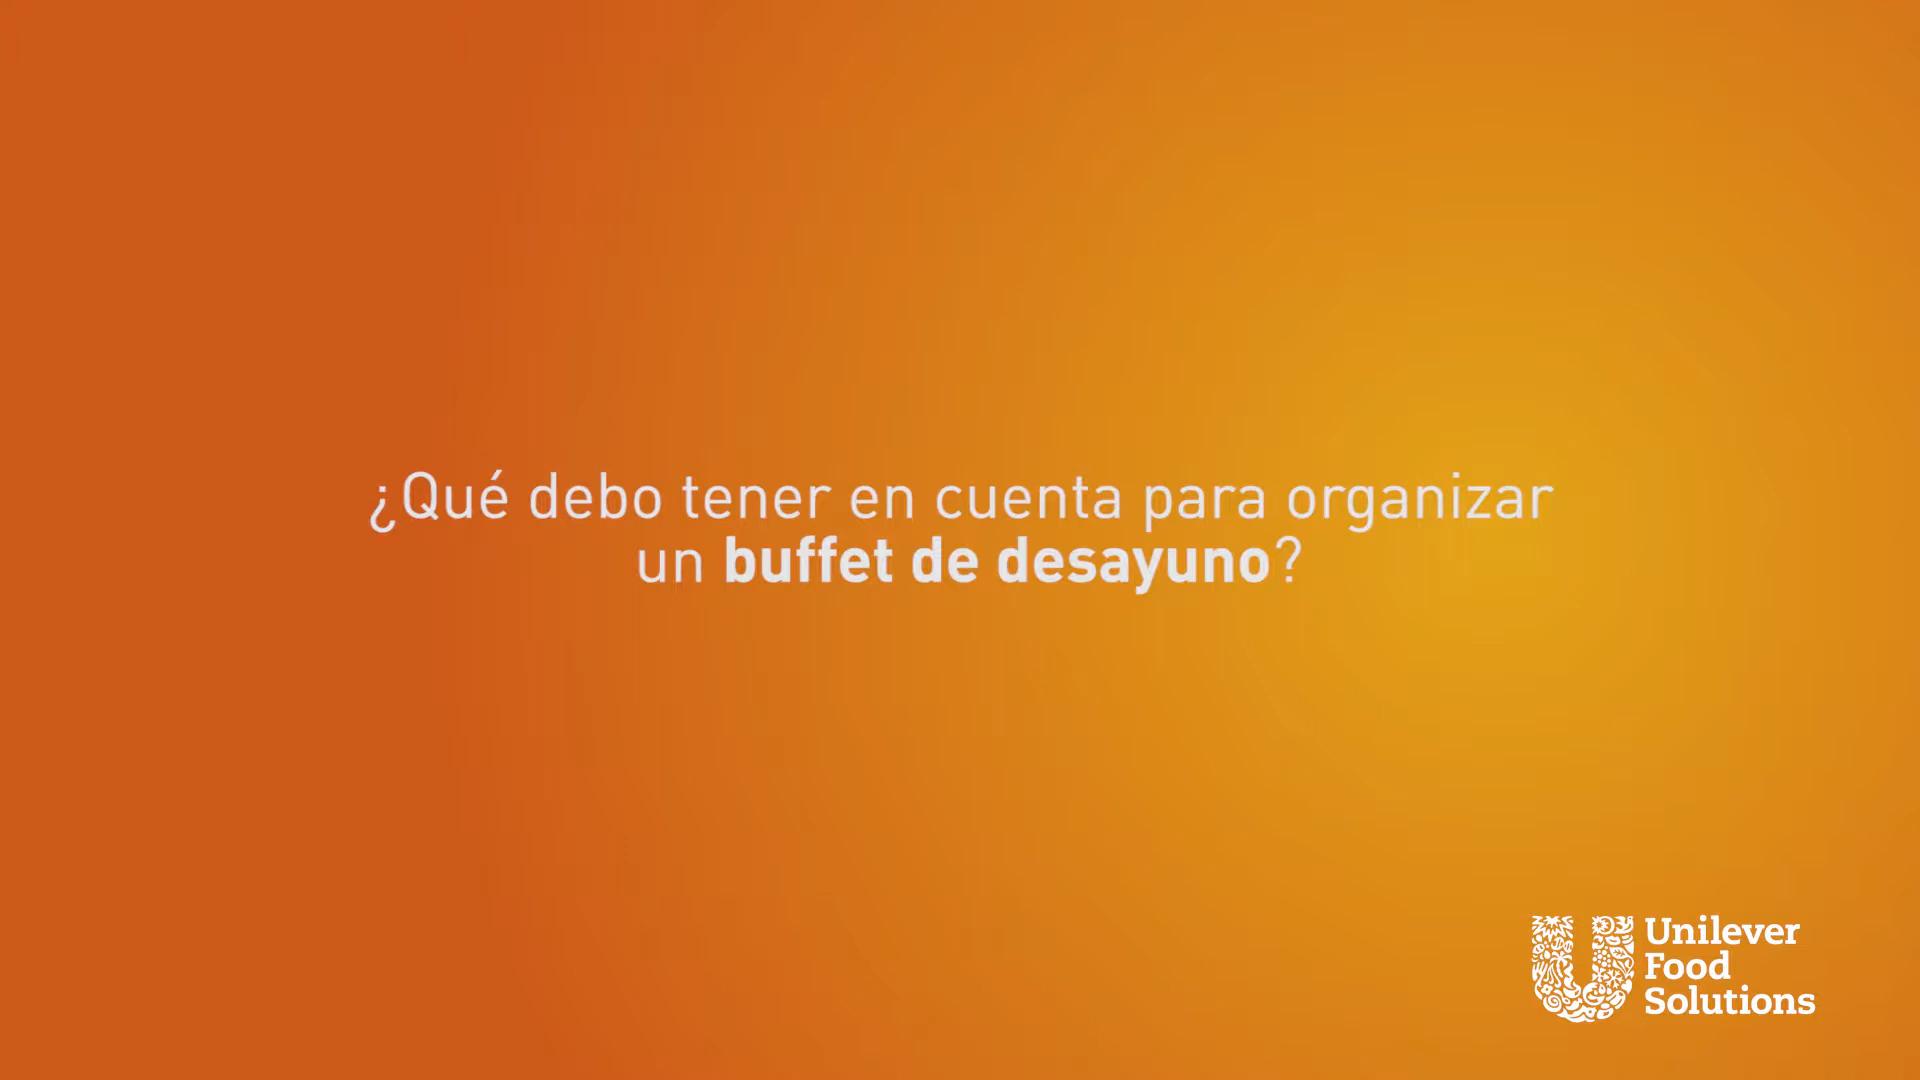 ¿Qué debo tener en cuenta para organizar
un buffet de desayuno?
Unilever
Food
Solutions